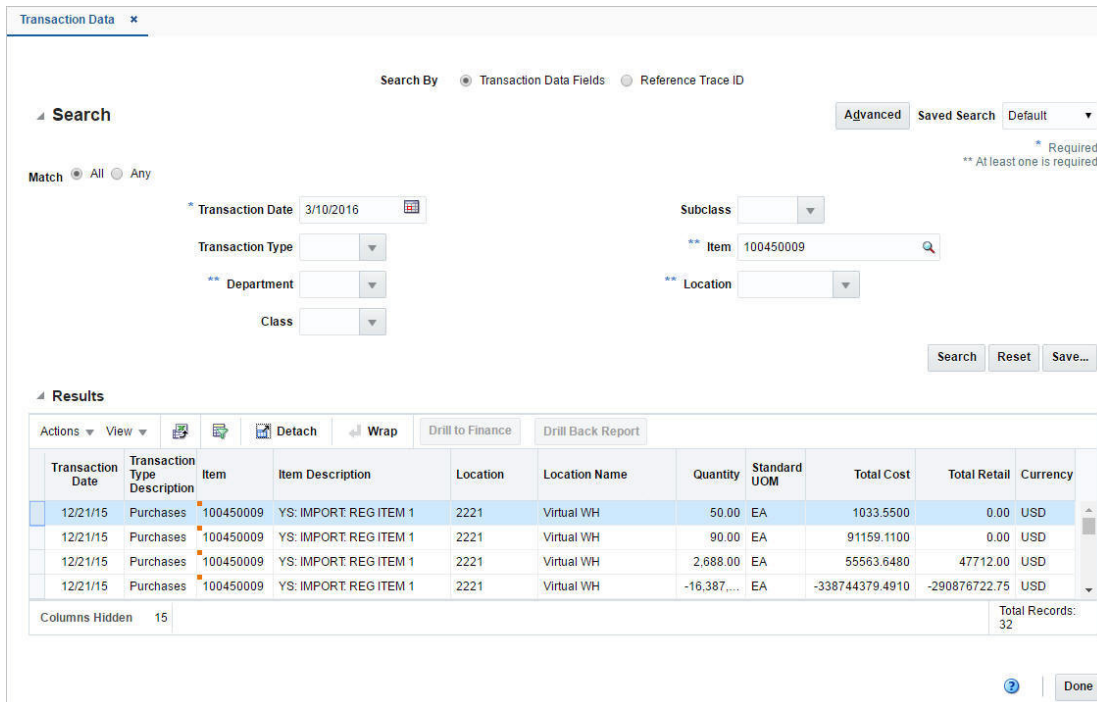 Transaction Data ×
Search By Transaction Data Fields Reference Trace ID
Search Advanced Saved Search Default
* Required
** At least one is required
Match All Any
* Transaction Date 3/10/2016 Subclass
Transaction Type ** Item 100450009
** Department ** Location
Class
Search Reset Save...
Results
Actions View Detach Wrap Drill to Finance Drill Back Report
Transaction Date Transaction Type Description Item Item Description Location Location Name Quantity Standard UOM Total Cost Total Retail Currency
12/21/15 Purchases 100450009 YS: IMPORT: REG ITEM 1 2221 Virtual WH 50.00 EA 1033.5500 0.00 USD
12/21/15 Purchases 100450009 YS: IMPORT: REG ITEM 1 2221 Virtual WH 90.00 EA 91159.1100 0.00 USD
12/21/15 Purchases 100450009 YS: IMPORT: REG ITEM 1 2221 Virtual WH 2,688.00 EA 55563.6480 47712.00 USD
12/21/15 Purchases 100450009 YS: IMPORT: REG ITEM 1 2221 Virtual WH -16,387,... EA -338744379.4910 -290876722.75 USD
Columns Hidden 15 Total Records: 32
? Done